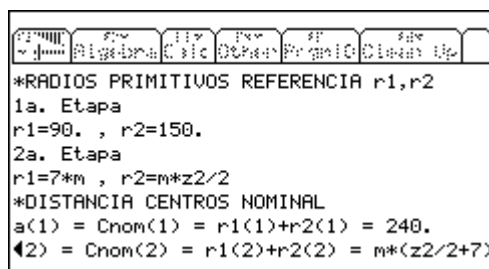 Algebra Calc Other PrgmIO Clean Up
*RADIOS PRIMITIVOS REFERENCIA r1,r2
1a. Etapa
r1=90. , r2=150.
2a. Etapa
r1=7*m , r2=m*z2/2
*DISTANCIA CENTROS NOMINAL
a(1) = Cnom(1) = r1(1)+r2(1) = 240.
◀2) = Cnom(2) = r1(2)+r2(2) = m*(z2/2+7)